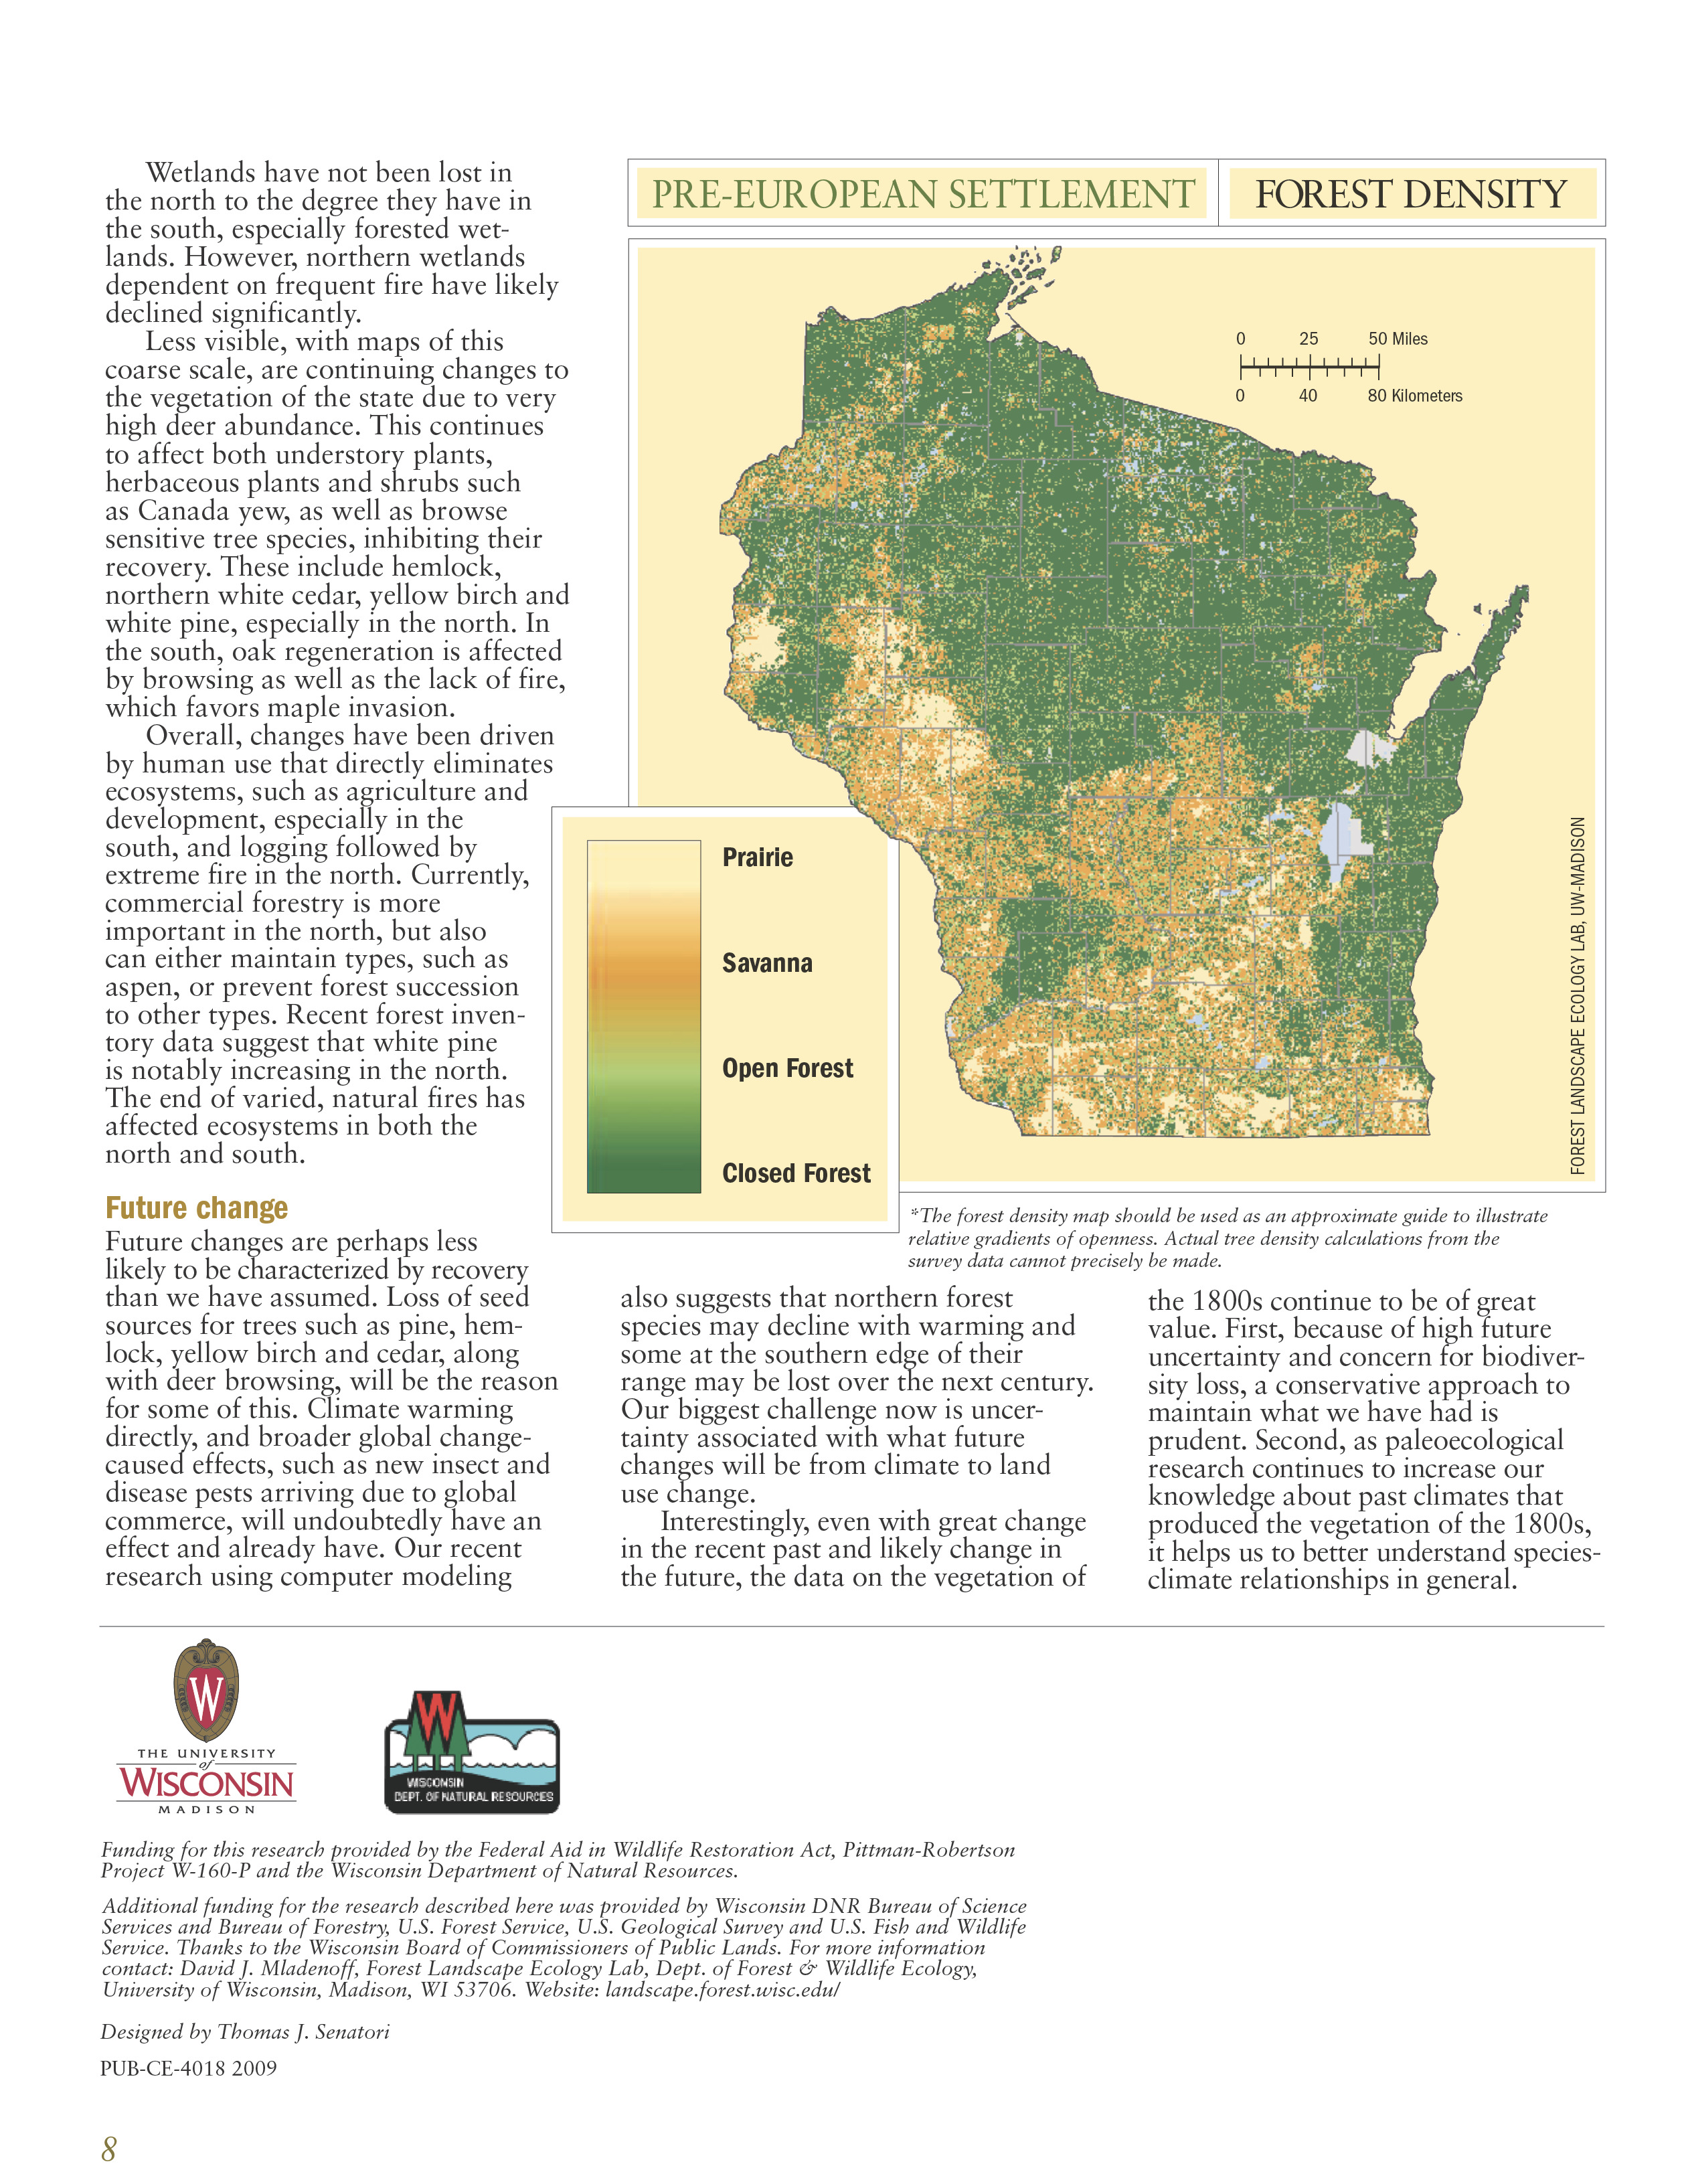 Wetlands have not been lost in
the north to the degree they have in
the south, especially forested wet-
lands. However, northern wetlands
dependent on frequent fire have likely
declined significantly.
Less visible, with maps of this
coarse scale, are continuing changes to
the vegetation of the state due to very
high deer abundance. This continues
to affect both understory plants,
herbaceous plants and shrubs such
as Canada yew, as well as browse
sensitive tree species, inhibiting their
recovery. These include hemlock,
northern white cedar, yellow birch and
white pine, especially in the north. In
the south, oak regeneration is affected
by browsing as well as the lack of fire,
which favors maple invasion.
Overall, changes have been driven
by human use that directly eliminates
ecosystems, such as agriculture and
development, especially in the
south, and logging followed by
extreme fire in the north. Currently,
commercial forestry is more
important in the north, but also
can either maintain types, such as
aspen, or prevent forest succession
to other types. Recent forest inven-
tory data suggest that white pine
is notably increasing in the north.
The end of varied, natural fires has
affected ecosystems in both the
north and south.
Future change
Future changes are perhaps less
likely to be characterized by recovery
than we have assumed. Loss of seed
sources for trees such as pine, hem-
lock, yellow birch and cedar, along
with deer browsing, will be the reason
for some of this. Climate warming
directly, and broader global change-
caused effects, such as new insect and
disease pests arriving due to global
commerce, will undoubtedly have an
effect and already have. Our recent
research using computer modeling
PRE-EUROPEAN SETTLEMENT
FOREST DENSITY
0 25 50 Miles
0 40 80 Kilometers
Prairie
Savanna
Open Forest
Closed Forest
FOREST LANDSCAPE ECOLOGY LAB, UW-MADISON
*The forest density map should be used as an approximate guide to illustrate
relative gradients of openness. Actual tree density calculations from the
survey data cannot precisely be made.
also suggests that northern forest
species may decline with warming and
some at the southern edge of their
range may be lost over the next century.
Our biggest challenge now is uncer-
tainty associated with what future
changes will be from climate to land
use change.
Interestingly, even with great change
in the recent past and likely change in
the future, the data on the vegetation of
the 1800s continue to be of great
value. First, because of high future
uncertainty and concern for biodiver-
sity loss, a conservative approach to
maintain what we have had is
prudent. Second, as paleoecological
research continues to increase our
knowledge about past climates that
produced the vegetation of the 1800s,
it helps us to better understand species-
climate relationships in general.
W
THE UNIVERSITY
of
WISCONSIN
MADISON
W
WISCONSIN
DEPT. OF NATURAL RESOURCES
Funding for this research provided by the Federal Aid in Wildlife Restoration Act, Pittman-Robertson
Project W-160-P and the Wisconsin Department of Natural Resources.
Additional funding for the research described here was provided by Wisconsin DNR Bureau of Science
Services and Bureau of Forestry, U.S. Forest Service, U.S. Geological Survey and U.S. Fish and Wildlife
Service. Thanks to the Wisconsin Board of Commissioners of Public Lands. For more information
contact: David J. Mladenoff, Forest Landscape Ecology Lab, Dept. of Forest & Wildlife Ecology,
University of Wisconsin, Madison, WI 53706. Website: landscape.forest.wisc.edu/
Designed by Thomas J. Senatori
PUB-CE-4018 2009
8